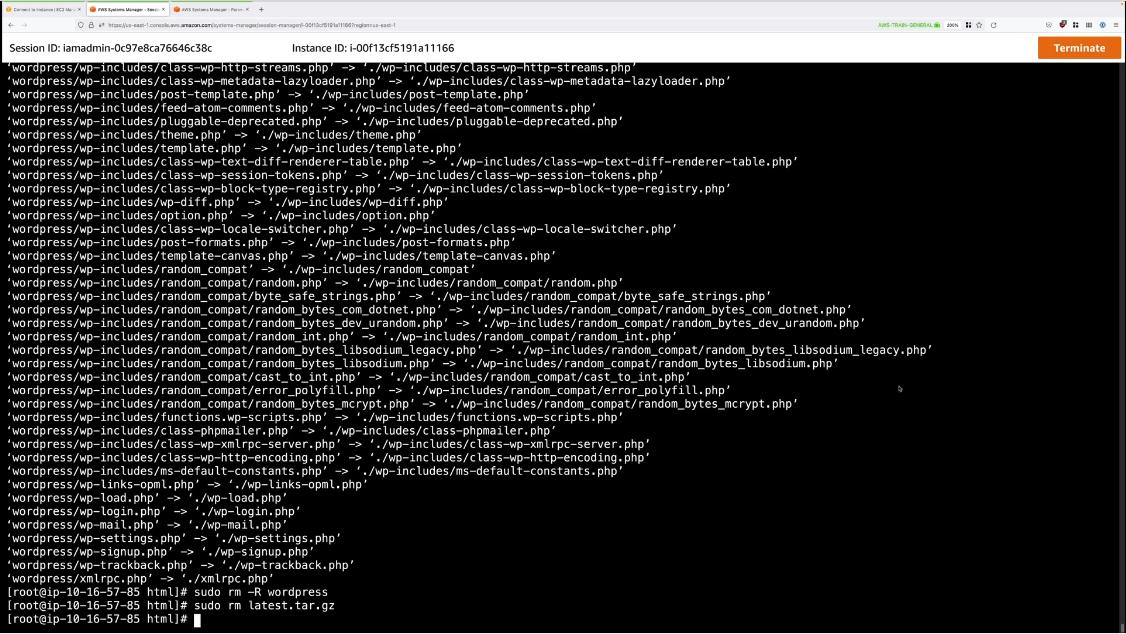 Connect to instance | EC2 Man
AWS Systems Manager - Sessio
AWS Systems Manager - Param
https://us-east-1.console.aws.amazon.com/systems-manager/session-manager/i-00f13cf5191a11166?region=us-east-1
AWS-TRAIN-GENERAL
200%
Session ID: iamadmin-0c97e8ca76646c38c
Instance ID: i-00f13cf5191a11166
Terminate
‘wordpress/wp-includes/class-wp-http-streams.php’ -> ‘./wp-includes/class-wp-http-streams.php’
‘wordpress/wp-includes/class-wp-metadata-lazyloader.php’ -> ‘./wp-includes/class-wp-metadata-lazyloader.php’
‘wordpress/wp-includes/post-template.php’ -> ‘./wp-includes/post-template.php’
‘wordpress/wp-includes/feed-atom-comments.php’ -> ‘./wp-includes/feed-atom-comments.php’
‘wordpress/wp-includes/pluggable-deprecated.php’ -> ‘./wp-includes/pluggable-deprecated.php’
‘wordpress/wp-includes/theme.php’ -> ‘./wp-includes/theme.php’
‘wordpress/wp-includes/template.php’ -> ‘./wp-includes/template.php’
‘wordpress/wp-includes/class-wp-text-diff-renderer-table.php’ -> ‘./wp-includes/class-wp-text-diff-renderer-table.php’
‘wordpress/wp-includes/class-wp-session-tokens.php’ -> ‘./wp-includes/class-wp-session-tokens.php’
‘wordpress/wp-includes/class-wp-block-type-registry.php’ -> ‘./wp-includes/class-wp-block-type-registry.php’
‘wordpress/wp-includes/wp-diff.php’ -> ‘./wp-includes/wp-diff.php’
‘wordpress/wp-includes/option.php’ -> ‘./wp-includes/option.php’
‘wordpress/wp-includes/class-wp-locale-switcher.php’ -> ‘./wp-includes/class-wp-locale-switcher.php’
‘wordpress/wp-includes/post-formats.php’ -> ‘./wp-includes/post-formats.php’
‘wordpress/wp-includes/template-canvas.php’ -> ‘./wp-includes/template-canvas.php’
‘wordpress/wp-includes/random_compat’ -> ‘./wp-includes/random_compat’
‘wordpress/wp-includes/random_compat/random.php’ -> ‘./wp-includes/random_compat/random.php’
‘wordpress/wp-includes/random_compat/byte_safe_strings.php’ -> ‘./wp-includes/random_compat/byte_safe_strings.php’
‘wordpress/wp-includes/random_compat/random_bytes_com_dotnet.php’ -> ‘./wp-includes/random_compat/random_bytes_com_dotnet.php’
‘wordpress/wp-includes/random_compat/random_bytes_dev_urandom.php’ -> ‘./wp-includes/random_compat/random_bytes_dev_urandom.php’
‘wordpress/wp-includes/random_compat/random_int.php’ -> ‘./wp-includes/random_compat/random_int.php’
‘wordpress/wp-includes/random_compat/random_bytes_libsodium_legacy.php’ -> ‘./wp-includes/random_compat/random_bytes_libsodium_legacy.php’
‘wordpress/wp-includes/random_compat/random_bytes_libsodium.php’ -> ‘./wp-includes/random_compat/random_bytes_libsodium.php’
‘wordpress/wp-includes/random_compat/cast_to_int.php’ -> ‘./wp-includes/random_compat/cast_to_int.php’
‘wordpress/wp-includes/random_compat/error_polyfill.php’ -> ‘./wp-includes/random_compat/error_polyfill.php’
‘wordpress/wp-includes/random_compat/random_bytes_mcrypt.php’ -> ‘./wp-includes/random_compat/random_bytes_mcrypt.php’
‘wordpress/wp-includes/functions.wp-scripts.php’ -> ‘./wp-includes/functions.wp-scripts.php’
‘wordpress/wp-includes/class-phpmailer.php’ -> ‘./wp-includes/class-phpmailer.php’
‘wordpress/wp-includes/class-wp-xmlrpc-server.php’ -> ‘./wp-includes/class-wp-xmlrpc-server.php’
‘wordpress/wp-includes/class-wp-http-encoding.php’ -> ‘./wp-includes/class-wp-http-encoding.php’
‘wordpress/wp-includes/ms-default-constants.php’ -> ‘./wp-includes/ms-default-constants.php’
‘wordpress/wp-links-opml.php’ -> ‘./wp-links-opml.php’
‘wordpress/wp-load.php’ -> ‘./wp-load.php’
‘wordpress/wp-login.php’ -> ‘./wp-login.php’
‘wordpress/wp-mail.php’ -> ‘./wp-mail.php’
‘wordpress/wp-settings.php’ -> ‘./wp-settings.php’
‘wordpress/wp-signup.php’ -> ‘./wp-signup.php’
‘wordpress/wp-trackback.php’ -> ‘./wp-trackback.php’
‘wordpress/xmlrpc.php’ -> ‘./xmlrpc.php’
[root@ip-10-16-57-85 html]# sudo rm -R wordpress
[root@ip-10-16-57-85 html]# sudo rm latest.tar.gz
[root@ip-10-16-57-85 html]#